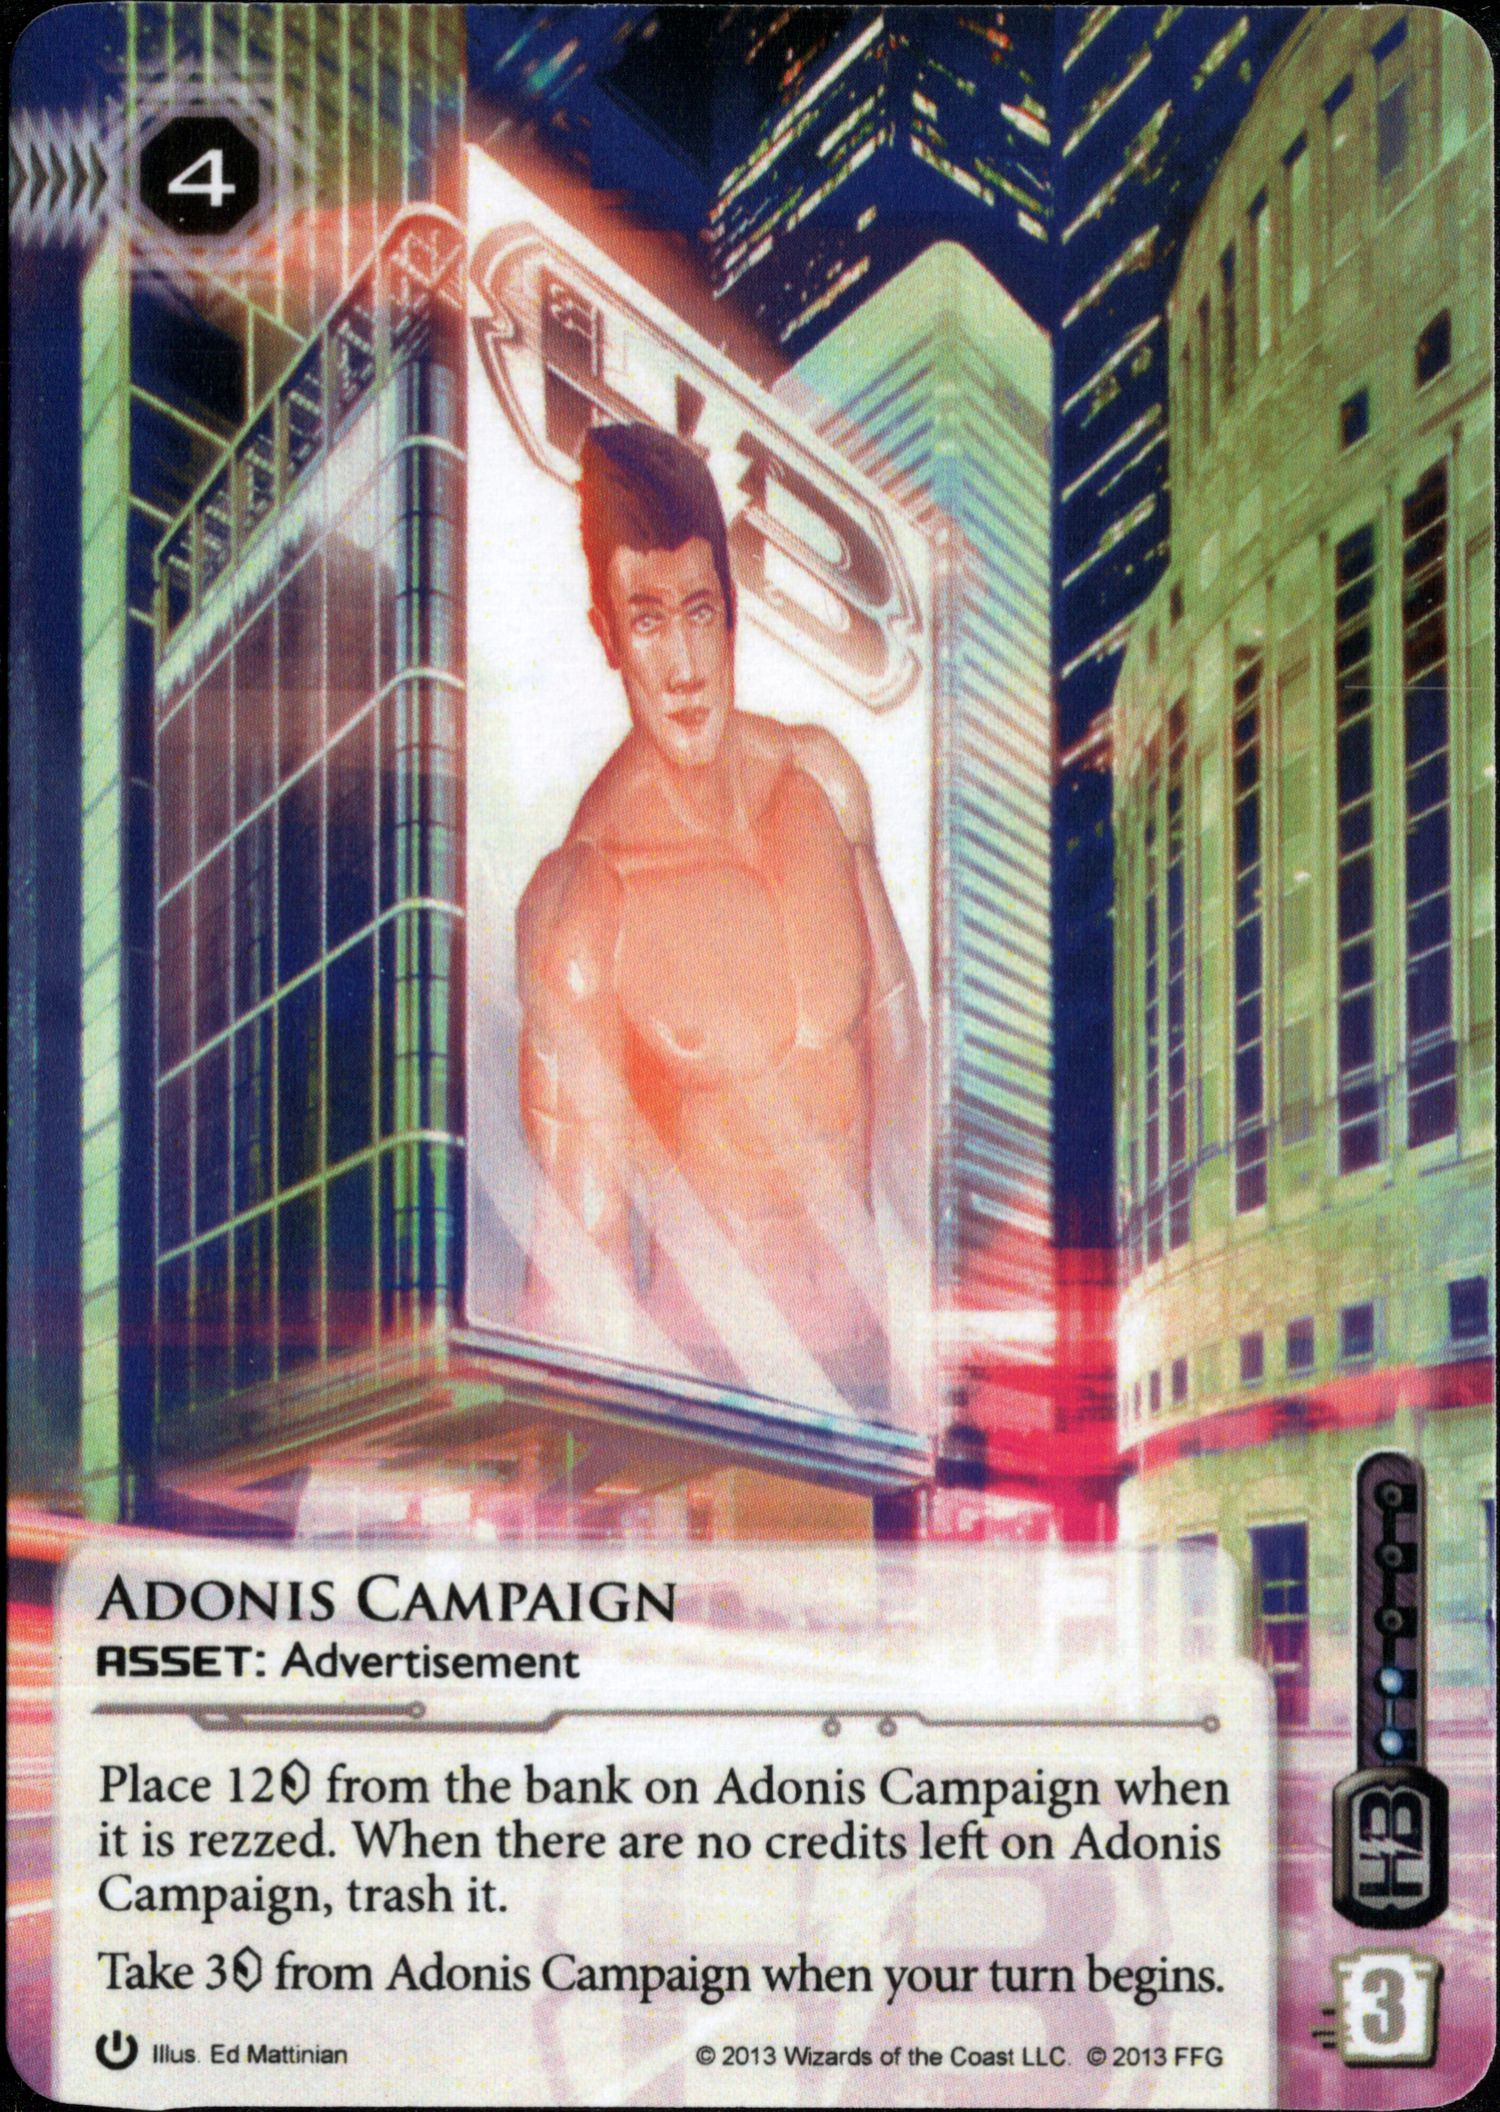 4
HB
ADONIS CAMPAIGN
ASSET: Advertisement
Place 12 from the bank on Adonis Campaign when
it is rezzed. When there are no credits left on Adonis
Campaign, trash it.
Take 3 from Adonis Campaign when your turn begins.
HB
3
Illus. Ed Mattinian
© 2013 Wizards of the Coast LLC. © 2013 FFG